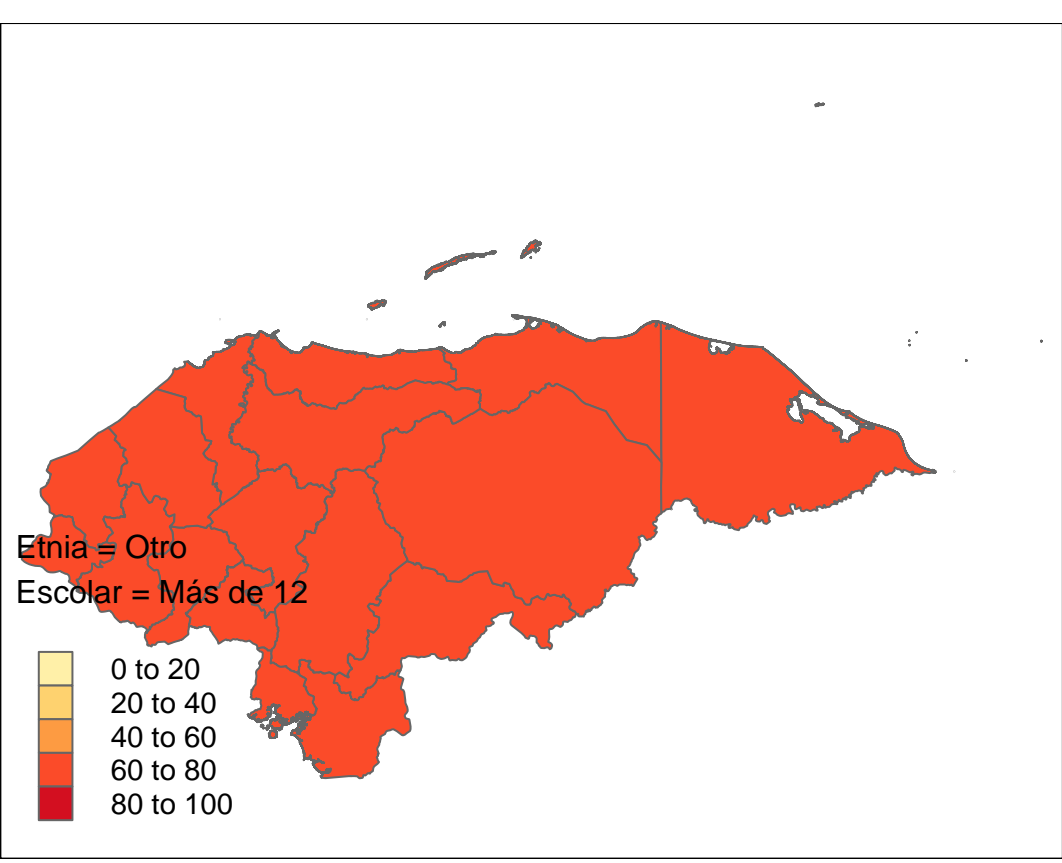 Etnia = Otro
Escolar = Más de 12
0 to 20
20 to 40
40 to 60
60 to 80
80 to 100